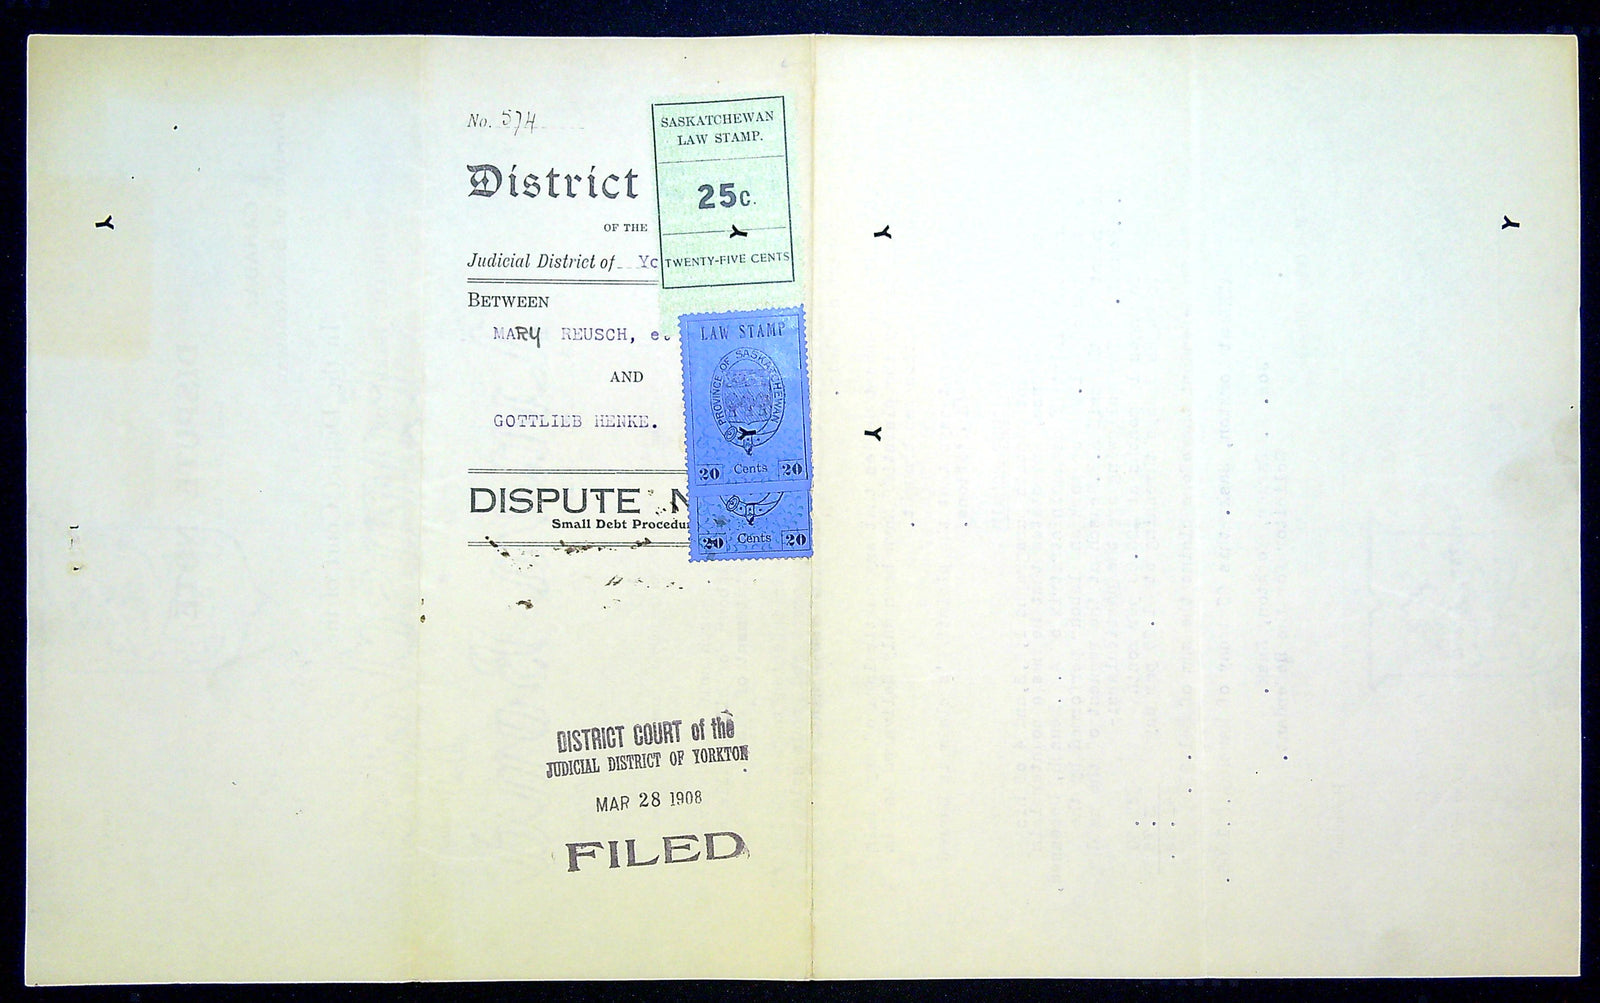 No. 574
District
OF THE
Judicial District of Yo
BETWEEN
MARY REUSCH, e
AND
GOTTLIEB HENKE.
DISPUTE N
Small Debt Procedu
SASKATCHEWAN
LAW STAMP.
25c.
TWENTY-FIVE CENTS
LAW STAMP
PROVINCE OF SASKATCHEWAN
20 Cents 20
20 Cents 20
DISTRICT COURT of the
JUDICIAL DISTRICT OF YORKTON
MAR 28 1908
FILED